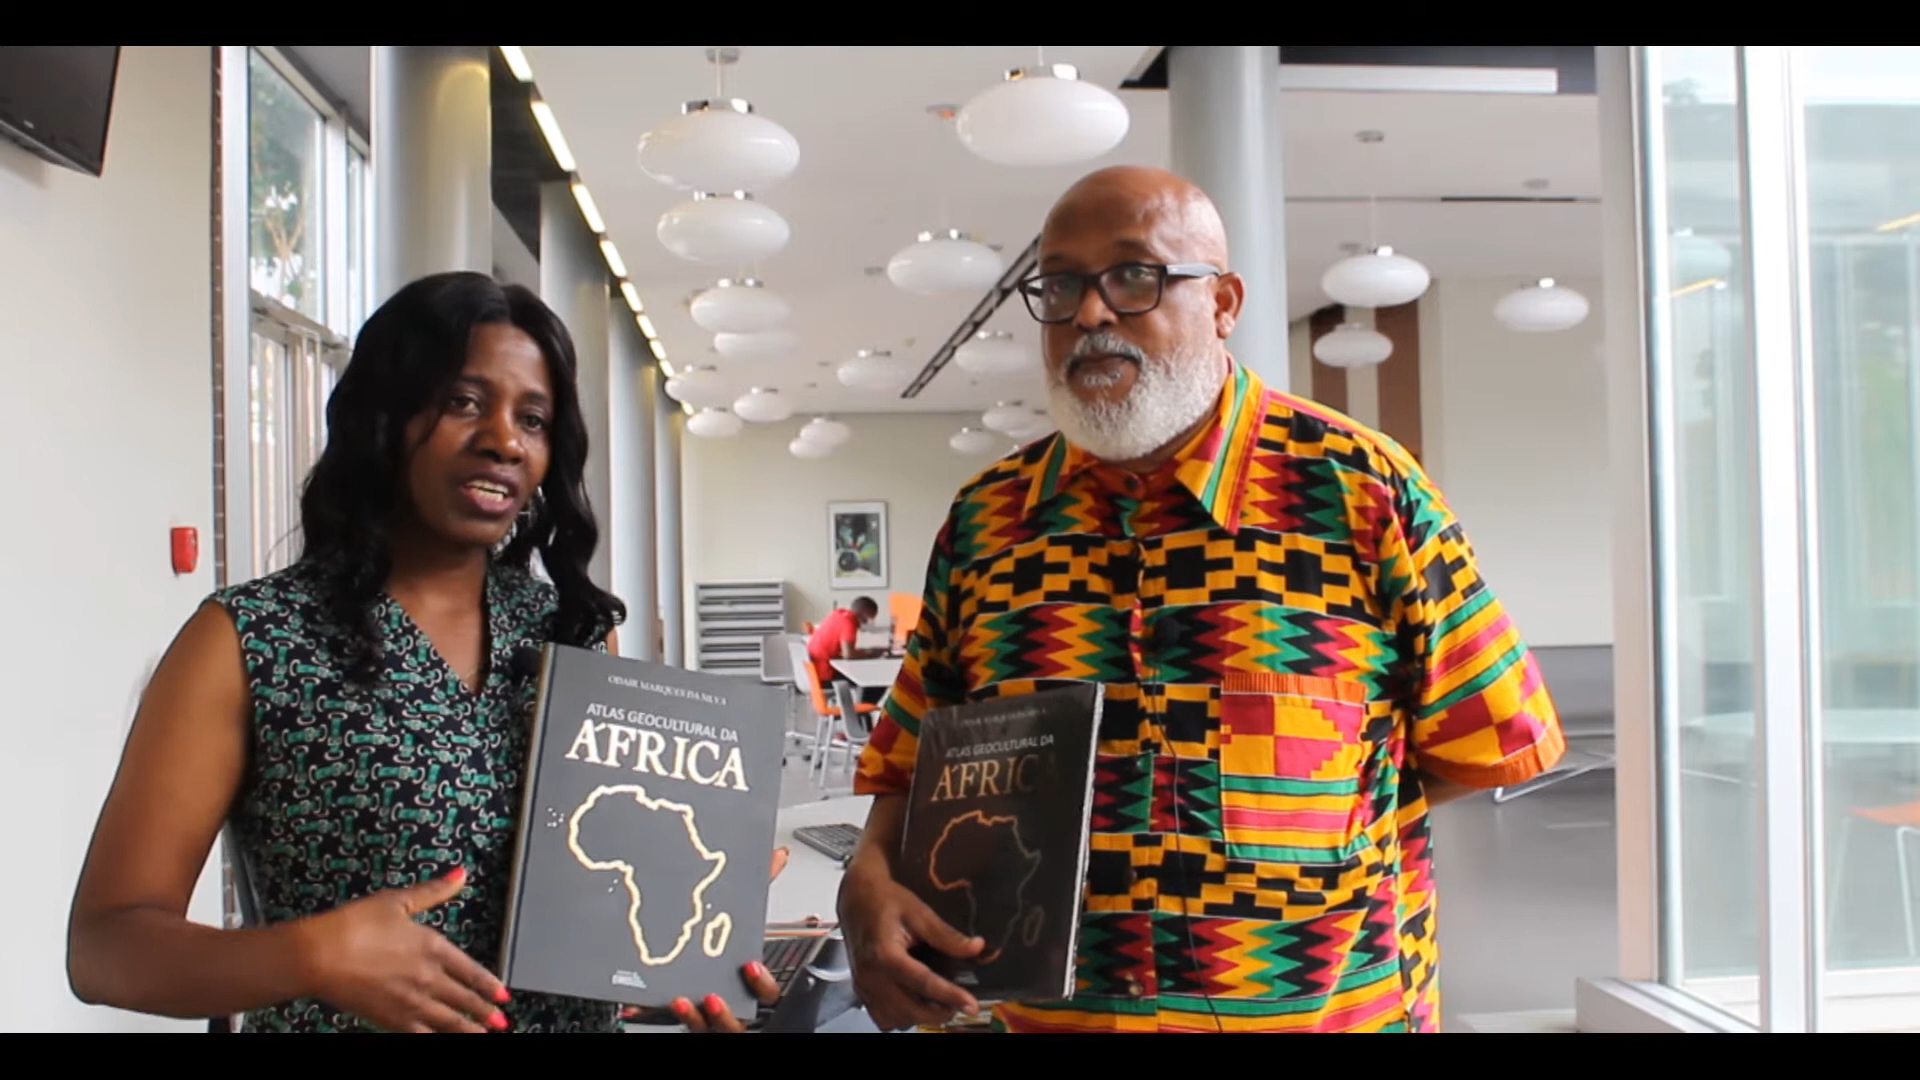 ODAIR MARQUES DA SILVA
ATLAS GEOCULTURAL DA
ÁFRICA
ATLAS GEOCULTURAL DA
ÁFRICA